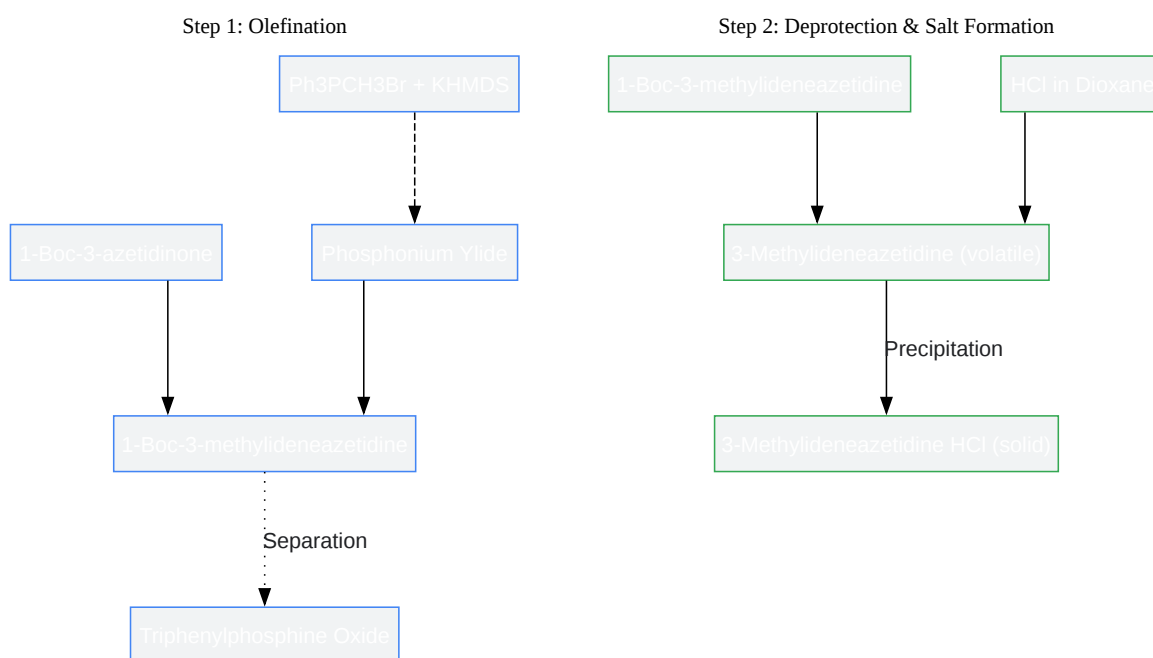 Step 1: Olefination
Ph3PCH3Br + KHMDS
1-Boc-3-azetidinone
Phosphonium Ylide
1-Boc-3-methylideneazetidine
Separation
Triphenylphosphine Oxide
Step 2: Deprotection & Salt Formation
1-Boc-3-methylideneazetidine
HCl in Dioxane
3-Methylideneazetidine (volatile)
Precipitation
3-Methylideneazetidine HCl (solid)